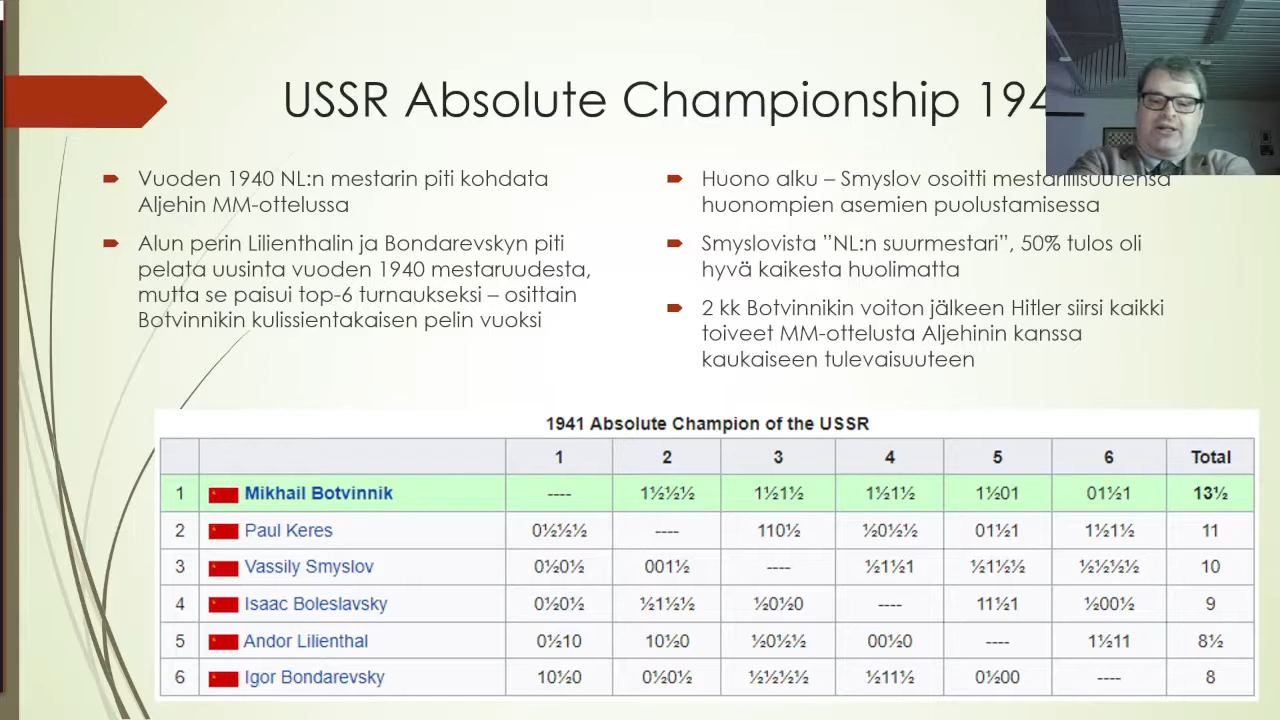 USSR Absolute Championship 194
Vuoden 1940 NL:n mestarin piti kohdata
Aljehin MM-ottelussa
Alun perin Lilienthalin ja Bondarevskyn piti
pelata uusinta vuoden 1940 mestaruudesta,
mutta se paisui top-6 turnaukseksi – osittain
Botvinnikin kulissientakaisen pelin vuoksi
Huono alku – Smyslov osoitti mestarillisuutensa
huonompien asemien puolustamisessa
Smyslovista ”NL:n suurmestari”, 50% tulos oli
hyvä kaikesta huolimatta
2 kk Botvinnikin voiton jälkeen Hitler siirsi kaikki
toiveet MM-ottelusta Aljehinin kanssa
kaukaiseen tulevaisuuteen
1941 Absolute Champion of the USSR
1 2 3 4 5 6 Total
1 Mikhail Botvinnik ---- 1½½½ 1½1½ 1½1½ 1½01 01½1 13½
2 Paul Keres 0½½½ ---- 110½ ½0½½ 01½1 1½1½ 11
3 Vassily Smyslov 0½0½ 001½ ---- ½1½1 ½1½½ ½½½½ 10
4 Isaac Boleslavsky 0½0½ ½1½½ ½0½0 ---- 11½1 ½00½ 9
5 Andor Lilienthal 0½10 10½0 ½0½½ 00½0 ---- 1½11 8½
6 Igor Bondarevsky 10½0 0½0½ ½½½½ ½11½ 0½00 ---- 8